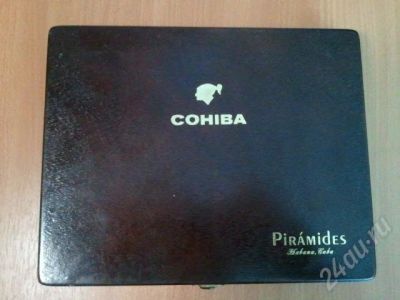 COHIBA
PIRÁMIDES
Habana, Cuba
24au.ru